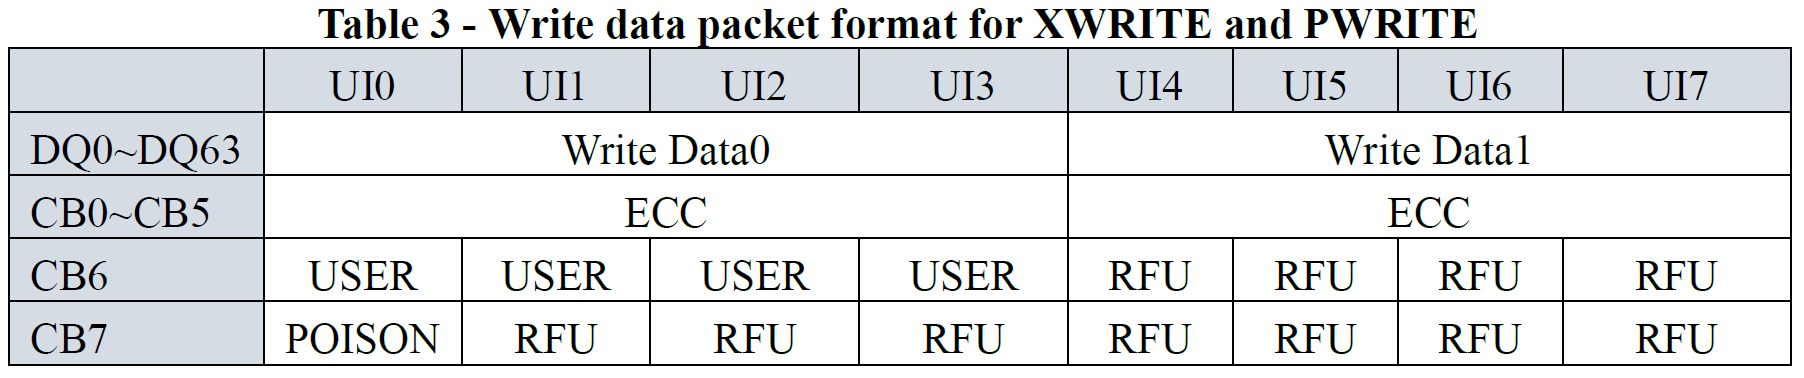 Table 3 - Write data packet format for XWRITE and PWRITE
UI0 UI1 UI2 UI3 UI4 UI5 UI6 UI7
DQ0~DQ63 Write Data0 Write Data1
CB0~CB5 ECC ECC
CB6 USER USER USER USER RFU RFU RFU RFU
CB7 POISON RFU RFU RFU RFU RFU RFU RFU